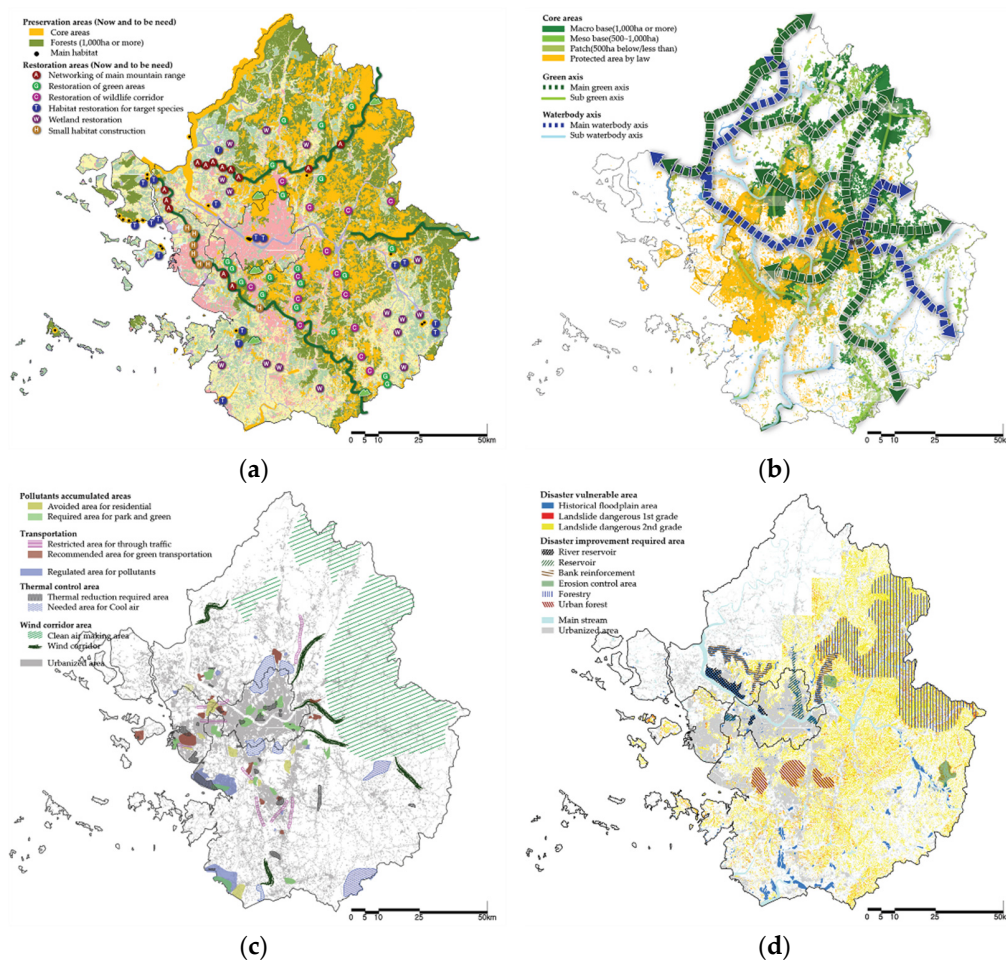 Preservation areas (Now and to be need)
Core areas
Forests (1,000ha or more)
Main habitat
Restoration areas (Now and to be need)
A Networking of main mountain range
G Restoration of green areas
C Restoration of wildlife corridor
T Habitat restoration for target species
W Wetland restoration
H Small habitat construction
0 5 10 25 50km
(a)
Core areas
Macro base(1,000ha or more)
Meso base(500~1,000ha)
Patch(500ha below/less than)
Protected area by law
Green axis
Main green axis
Sub green axis
Waterbody axis
Main waterbody axis
Sub waterbody axis
0 5 10 25 50km
(b)
Pollutants accumulated areas
Avoided area for residential
Required area for park and green
Transportation
Restricted area for through traffic
Recommended area for green transportation
Regulated area for pollutants
Thermal control area
Thermal reduction required area
Needed area for Cool air
Wind corridor area
Clean air making area
Wind corridor
Urbanized area
0 5 10 25 50km
(c)
Disaster vulnerable area
Historical floodplain area
Landslide dangerous 1st grade
Landslide dangerous 2nd grade
Disaster improvement required area
River reservoir
Reservoir
Bank reinforcement
Erosion control area
Forestry
Urban forest
Main stream
Urbanized area
0 5 10 25 50km
(d)